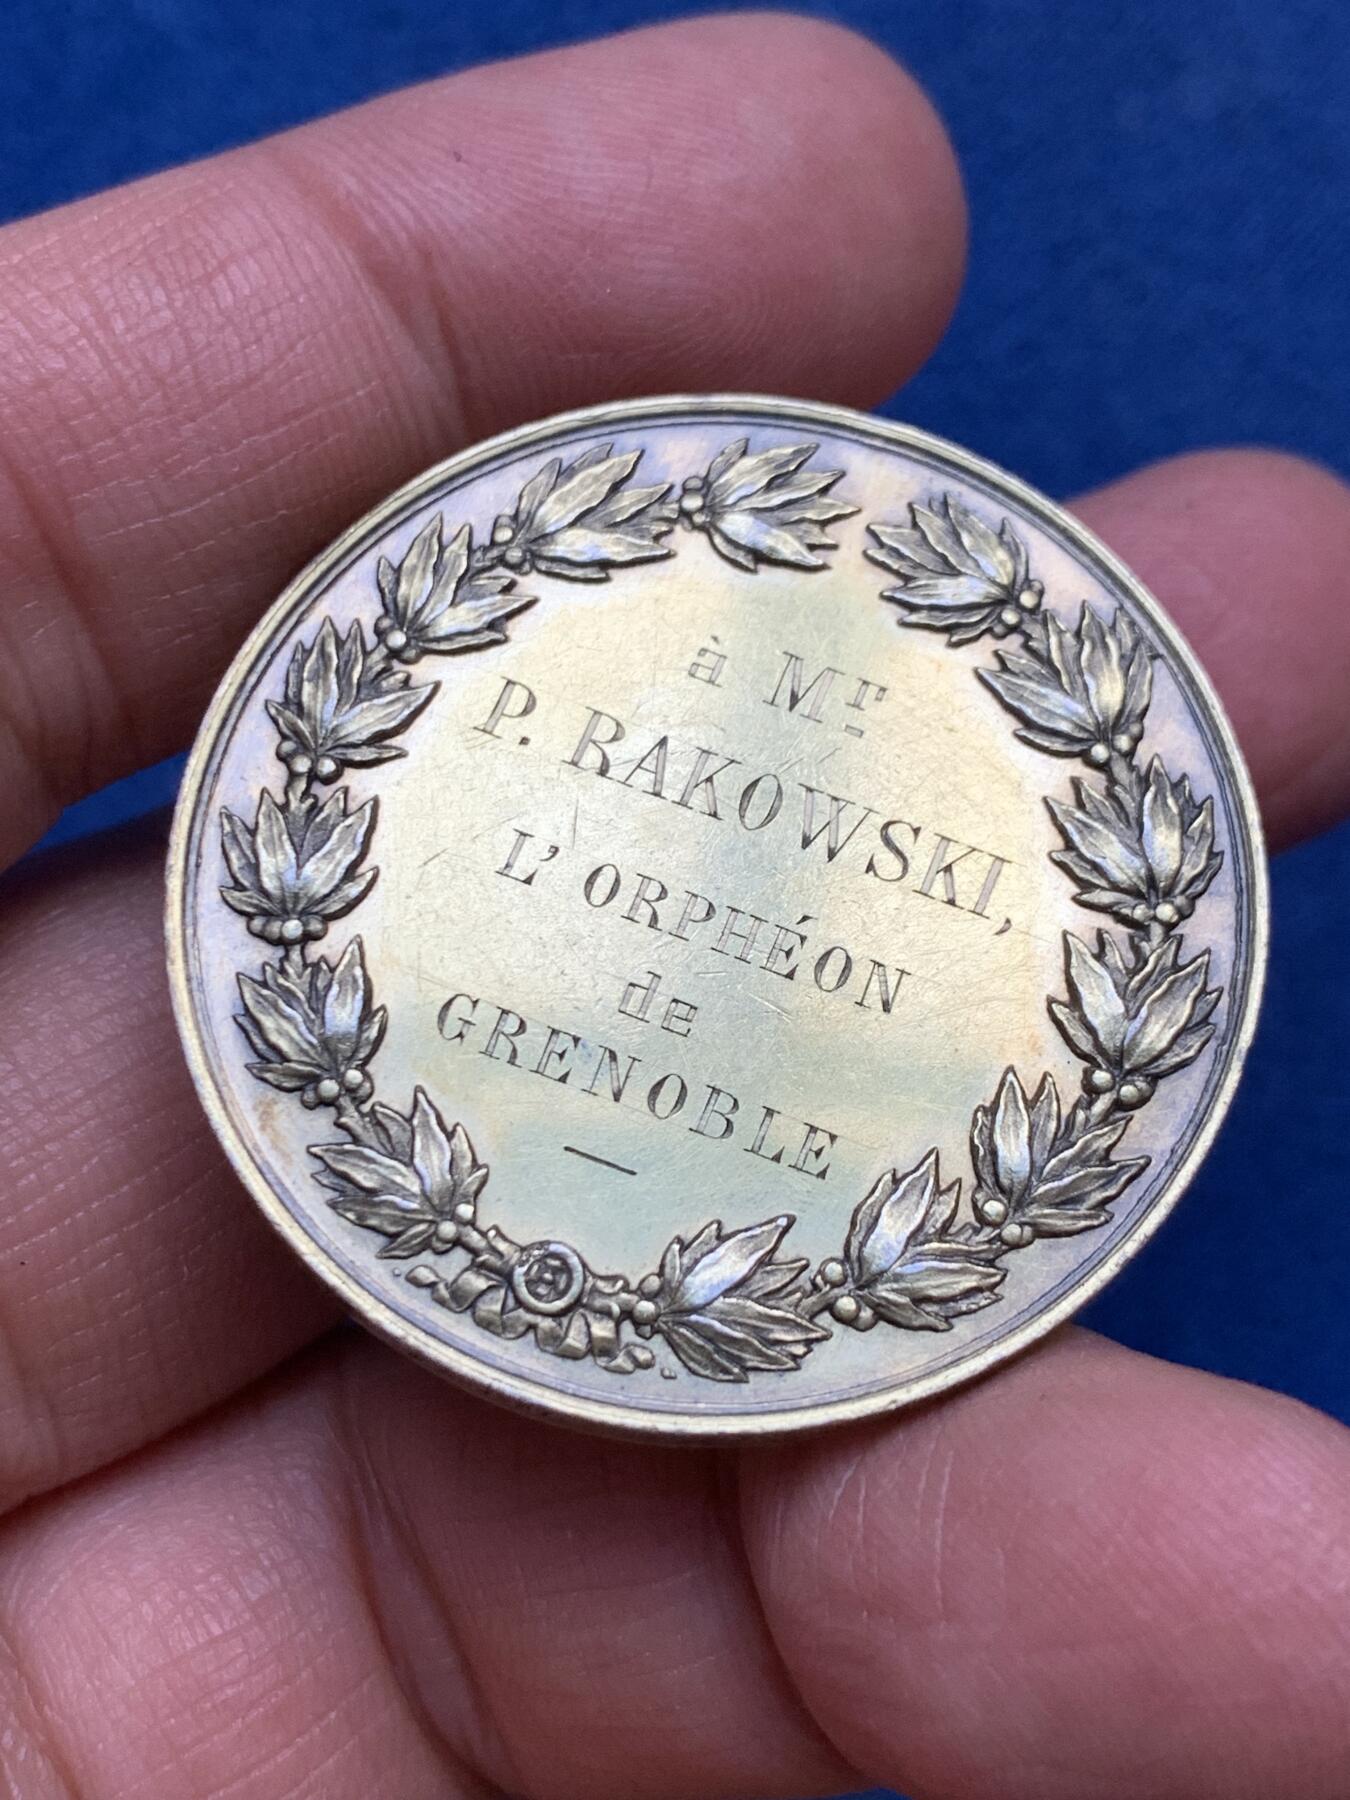 à Mr
P. RAKOWSKI,
L'ORPHÉON
de
GRENOBLE